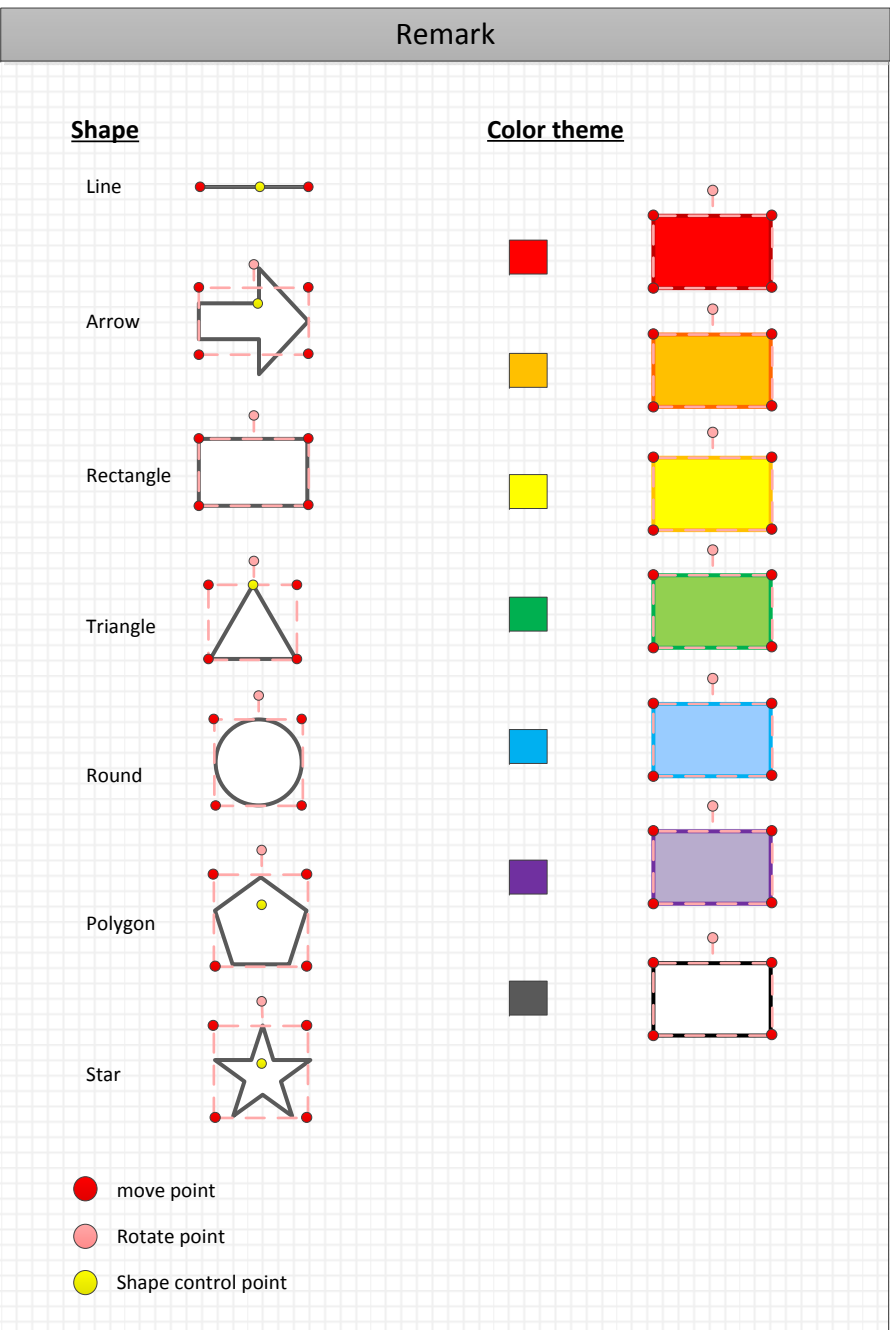 Remark
Shape
Color theme
Line
Arrow
Rectangle
Triangle
Round
Polygon
Star
move point
Rotate point
Shape control point